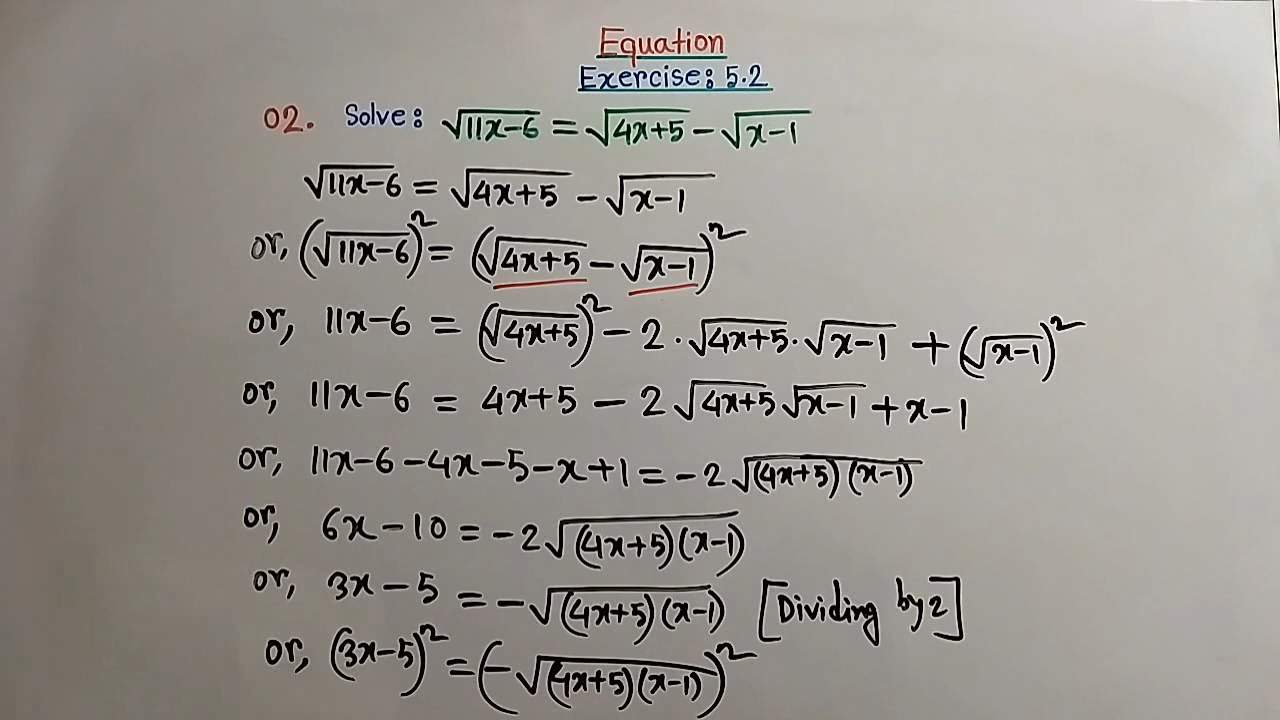 Equation
Exercise: 5.2
02. Solve: √(11x-6) = √(4x+5) - √(x-1)
√(11x-6) = √(4x+5) - √(x-1)
or, (√(11x-6))² = (√(4x+5) - √(x-1))²
or, 11x-6 = (√(4x+5))² - 2·√(4x+5)·√(x-1) + (√(x-1))²
or, 11x-6 = 4x+5 - 2√(4x+5)√(x-1) + x-1
or, 11x-6-4x-5-x+1 = -2√((4x+5)(x-1))
or, 6x-10 = -2√((4x+5)(x-1))
or, 3x-5 = -√((4x+5)(x-1)) [Dividing by 2]
or, (3x-5)² = (-√((4x+5)(x-1)))²